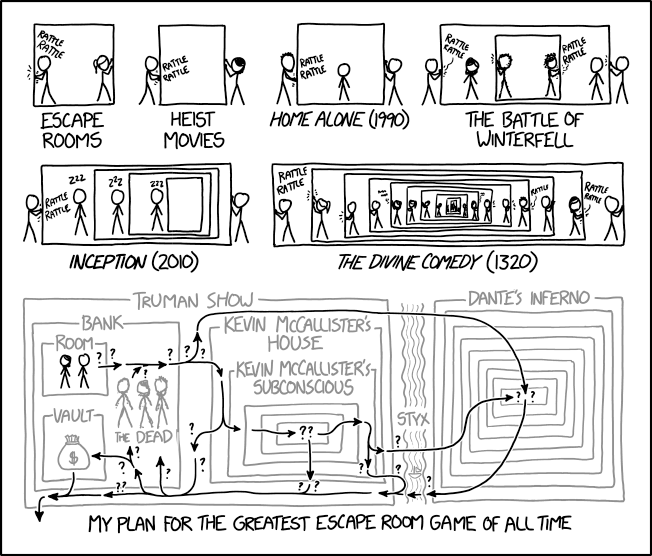 RATTLE
RATTLE
ESCAPE
ROOMS
RATTLE
RATTLE
HEIST
MOVIES
RATTLE
RATTLE
HOME ALONE (1990)
RATTLE
RATTLE
RATTLE
RATTLE
THE BATTLE OF
WINTERFELL
RATTLE
RATTLE
ZZZ
ZZZ
ZZZ
INCEPTION (2010)
RATTLE
RATTLE
RATTLE
RATTLE
RATTLE
THE DIVINE COMEDY (1320)
TRUMAN SHOW
BANK
ROOM
? ? ? ? ?
VAULT
$
THE DEAD
KEVIN McCALLISTER'S
HOUSE
KEVIN McCALLISTER'S
SUBCONSCIOUS
??
STYX
DANTE'S INFERNO
? ?
? ? ? ? ?
? ?
??
MY PLAN FOR THE GREATEST ESCAPE ROOM GAME OF ALL TIME